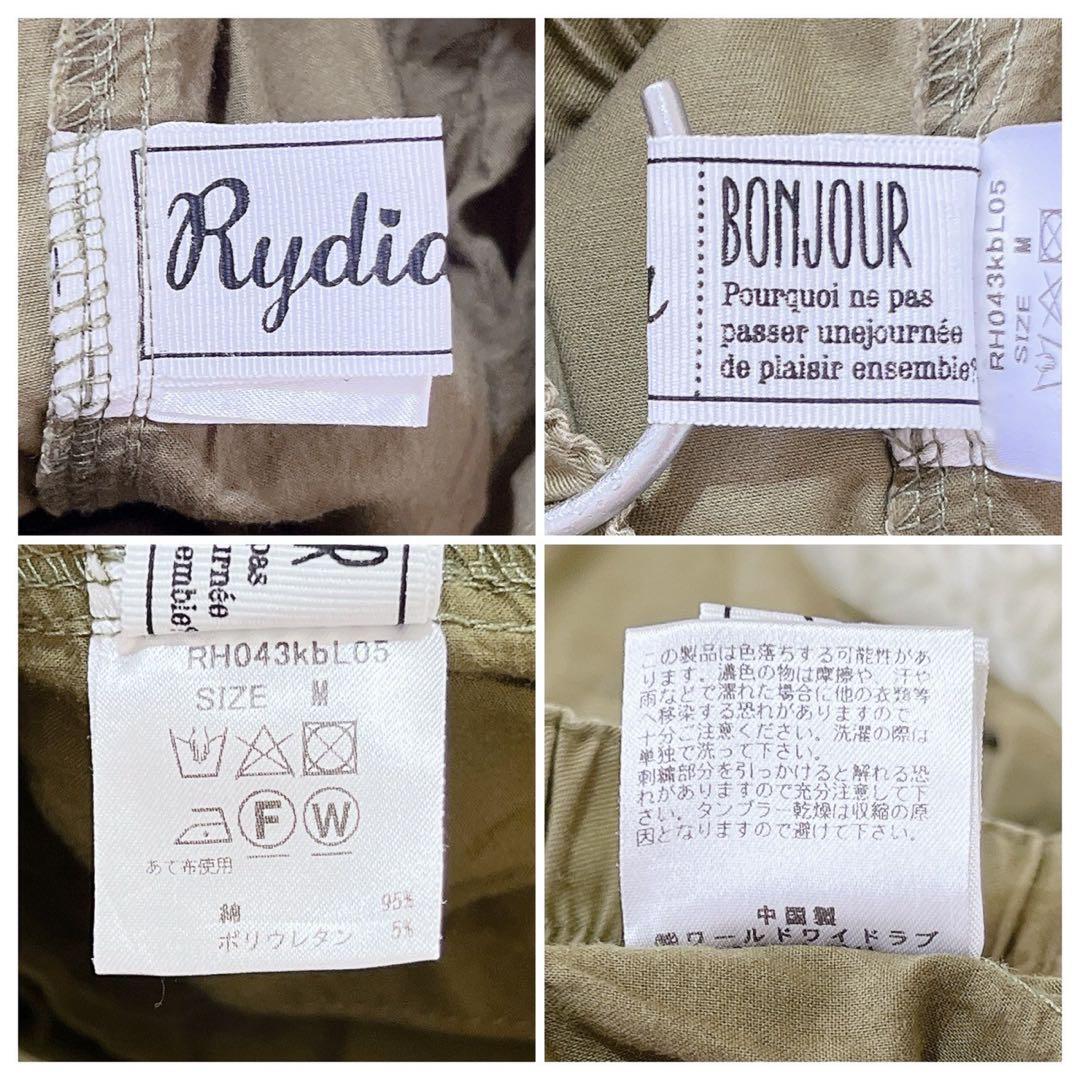 Rydia
BONJOUR
Pourquoi ne pas
passer unejournée
de plaisir ensemble?
RH043kbL05
SIZE M
pas
urnée
emble?
RH043kbL05
SIZE M
F W
あて布使用
綿 95%
ポリウレタン 5%
この製品は色落ちする可能性があ
ります。濃色の物は摩擦や、汗や
雨などで濡れた場合に他の衣類等
へ移染する恐れがありますので、
十分ご注意ください。洗濯の際は
単独で洗って下さい。
刺繍部分を引っかけると解れる恐
れがありますので充分注意して下
さい。タンブラー乾燥は収縮の原
因となりますので避けて下さい。
中国製
㈱ワールドワイドラブ